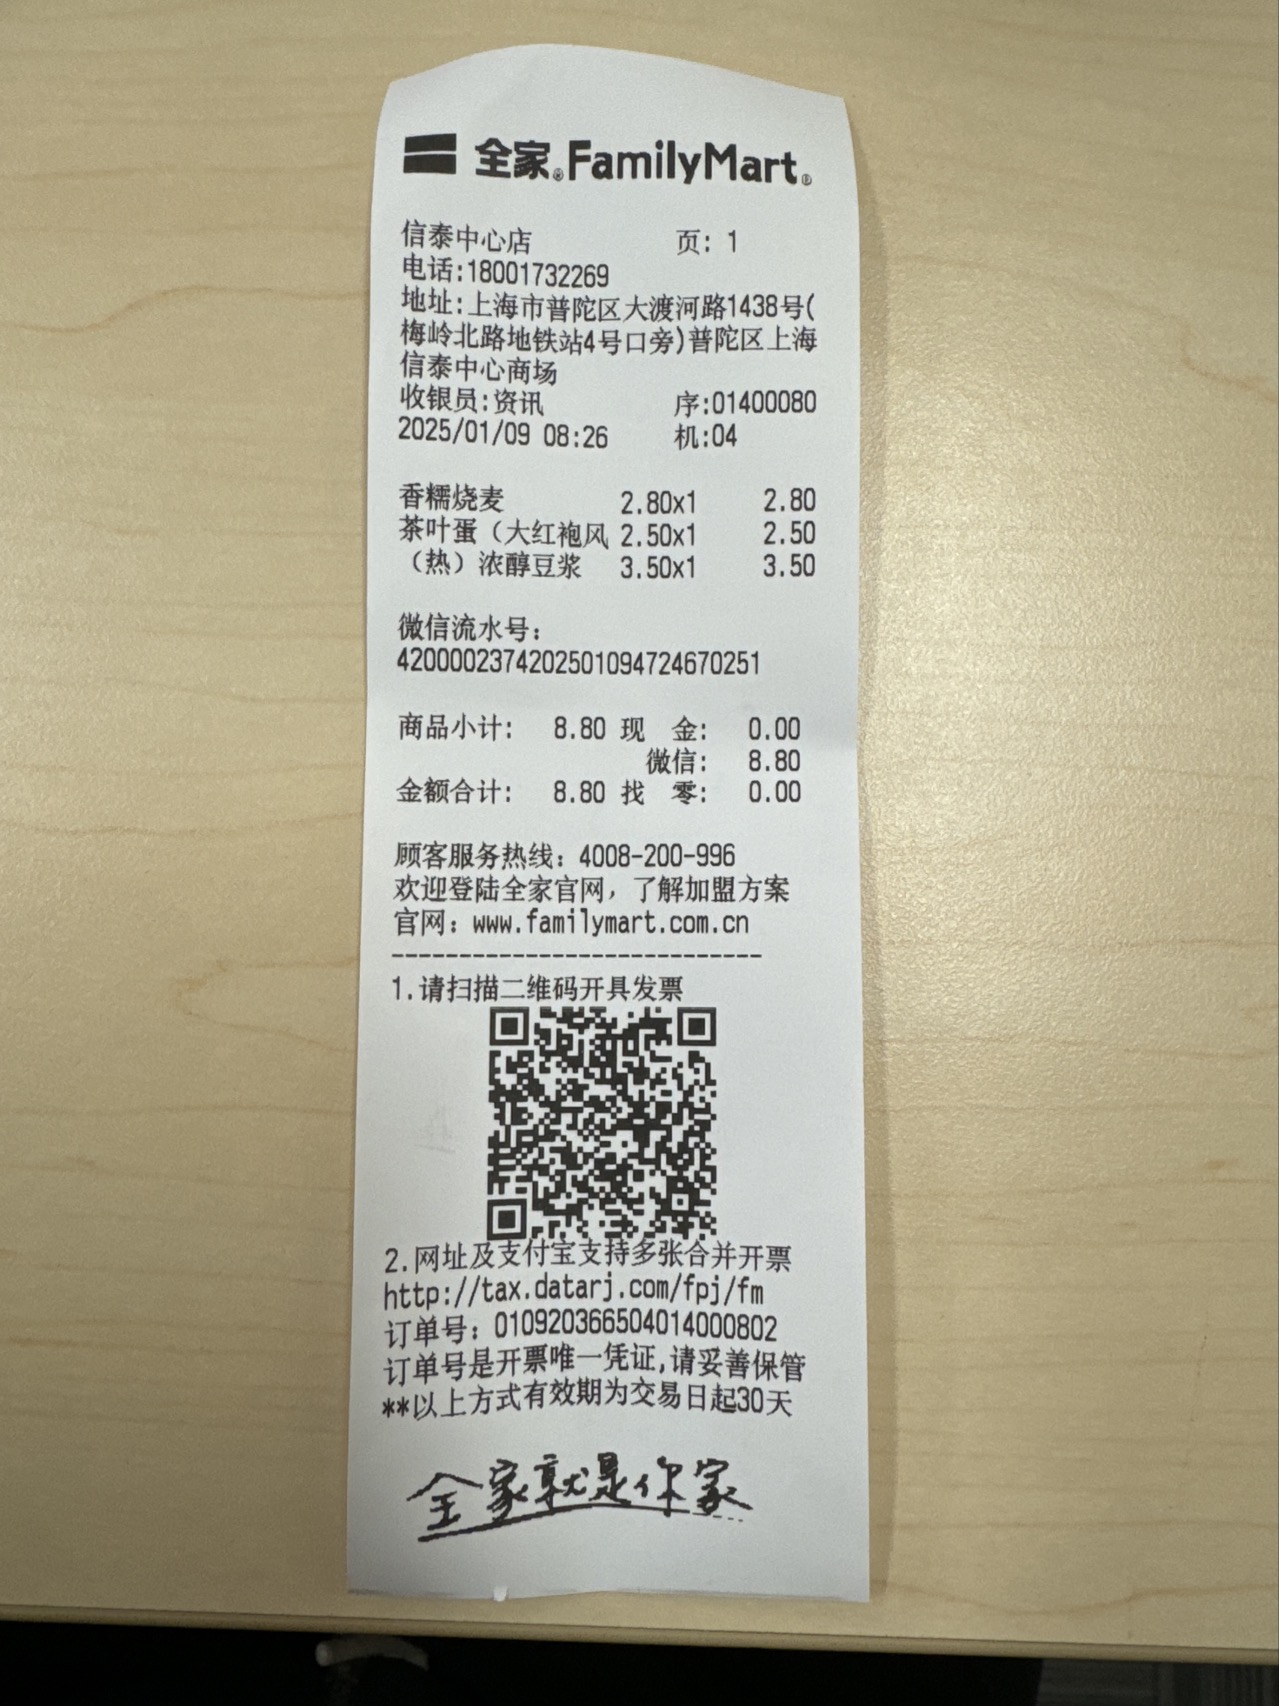 全家 FamilyMart
信泰中心店 页: 1
电话:18001732269
地址:上海市普陀区大渡河路1438号(
梅岭北路地铁站4号口旁)普陀区上海
信泰中心商场
收银员:资讯 序:01400080
2025/01/09 08:26 机:04
香糯烧麦 2.80x1 2.80
茶叶蛋（大红袍风 2.50x1 2.50
（热）浓醇豆浆 3.50x1 3.50
微信流水号:
4200002374202501094724670251
商品小计: 8.80 现 金: 0.00
微信: 8.80
金额合计: 8.80 找 零: 0.00
顾客服务热线: 4008-200-996
欢迎登陆全家官网，了解加盟方案
官网: www.familymart.com.cn
----------------------------
1.请扫描二维码开具发票
2.网址及支付宝支持多张合并开票
http://tax.datarj.com/fpj/fm
订单号: 010920366504014000802
订单号是开票唯一凭证,请妥善保管
**以上方式有效期为交易日起30天
全家就是你家